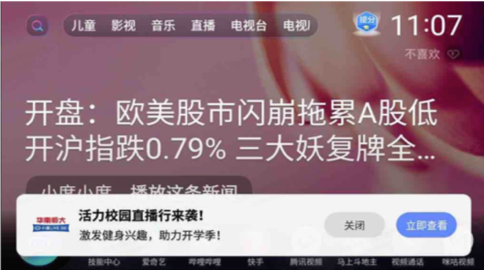 儿童 影视 音乐 直播 电视台 电视
11:07
不喜欢
开盘：欧美股市闪崩拖累A股低
开沪指跌0.79% 三大妖复牌全...
小度小度，播放这条新闻
活力校园直播行来袭！
激发健身兴趣，助力开学季！
关闭
立即查看
技能中心 爱奇艺 哔哩哔哩 快手 腾讯视频 马上斗地主 视频通话 咪咕视频